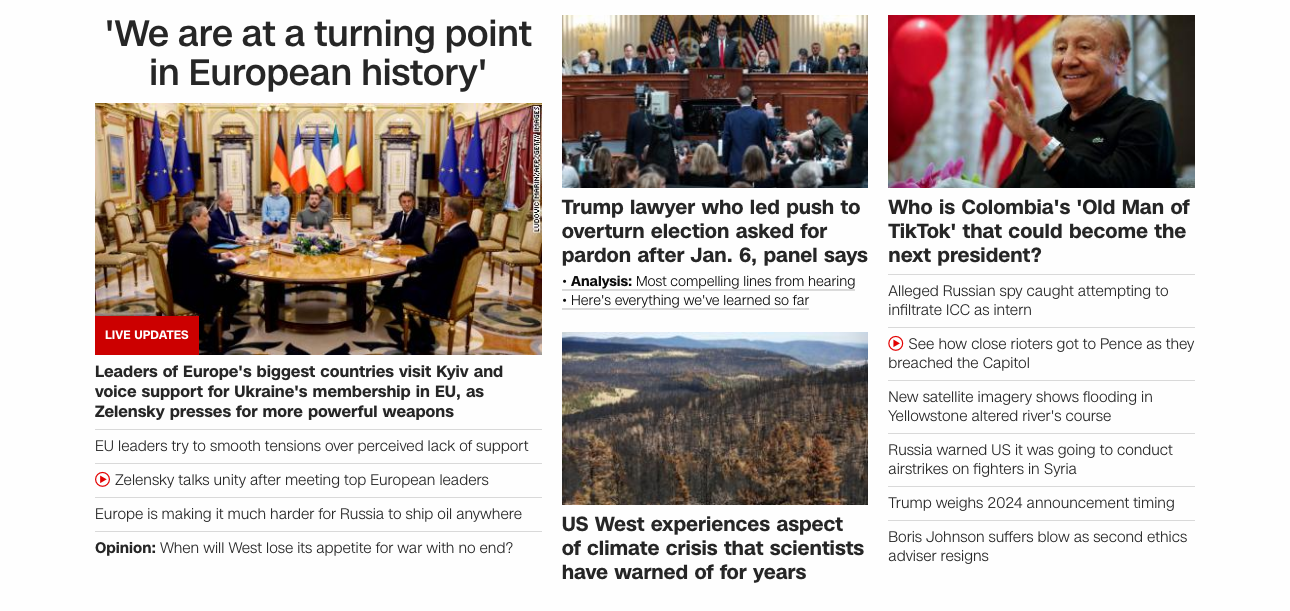 'We are at a turning point
in European history'
LUDOVIC MARIN/AFP/GETTY IMAGES
LIVE UPDATES
Leaders of Europe's biggest countries visit Kyiv and
voice support for Ukraine's membership in EU, as
Zelensky presses for more powerful weapons
EU leaders try to smooth tensions over perceived lack of support
Zelensky talks unity after meeting top European leaders
Europe is making it much harder for Russia to ship oil anywhere
Opinion: When will West lose its appetite for war with no end?
Trump lawyer who led push to
overturn election asked for
pardon after Jan. 6, panel says
• Analysis: Most compelling lines from hearing
• Here's everything we've learned so far
US West experiences aspect
of climate crisis that scientists
have warned of for years
Who is Colombia's 'Old Man of
TikTok' that could become the
next president?
Alleged Russian spy caught attempting to
infiltrate ICC as intern
See how close rioters got to Pence as they
breached the Capitol
New satellite imagery shows flooding in
Yellowstone altered river's course
Russia warned US it was going to conduct
airstrikes on fighters in Syria
Trump weighs 2024 announcement timing
Boris Johnson suffers blow as second ethics
adviser resigns